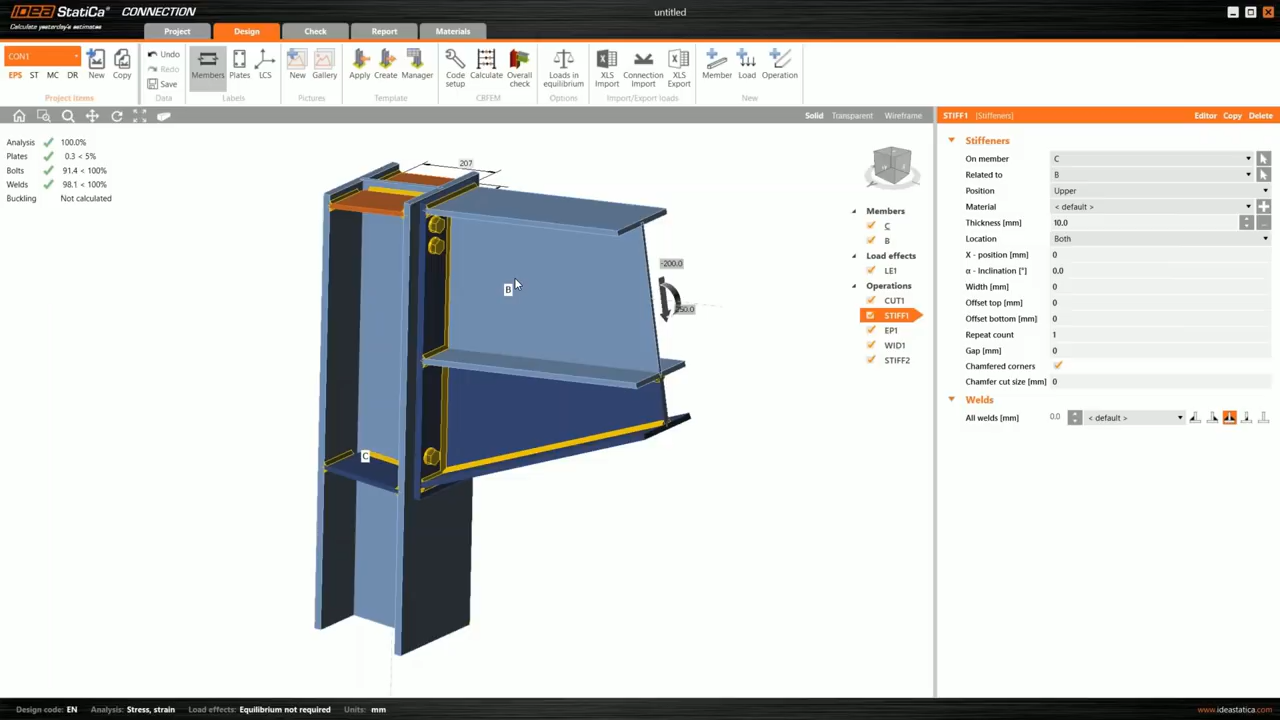 IDEA StatiCa® CONNECTION
Calculate yesterday's estimates
untitled
Project Design Check Report Materials
CON1
EPS ST MC DR
New Copy
Project items
Undo
Redo
Save
Data
Members Plates LCS
Labels
New Gallery
Pictures
Apply Create Manager
Template
Code setup Calculate Overall check
CBFEM
Loads in equilibrium
Options
XLS Import Connection Import XLS Export
Import/Export loads
Member Load Operation
New
Solid Transparent Wireframe
Analysis 100.0%
Plates 0.3 < 5%
Bolts 91.4 < 100%
Welds 98.1 < 100%
Buckling Not calculated
207
B
C
-200.0
Members
C
B
Load effects
LE1
Operations
CUT1
STIFF1
EP1
WID1
STIFF2
STIFF1 [Stiffeners] Editor Copy Delete
Stiffeners
On member C
Related to B
Position Upper
Material < default >
Thickness [mm] 10.0
Location Both
X - position [mm] 0
α - Inclination [°] 0.0
Width [mm] 0
Offset top [mm] 0
Offset bottom [mm] 0
Repeat count 1
Gap [mm] 0
Chamfered corners
Chamfer cut size [mm] 0
Welds
All welds [mm] 0.0 < default >
Design code: EN Analysis: Stress, strain Load effects: Equilibrium not required Units: mm
www.ideastatica.com